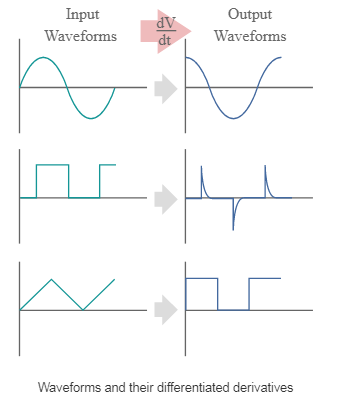 Input
Waveforms
dV
dt
Output
Waveforms
Waveforms and their differentiated derivatives